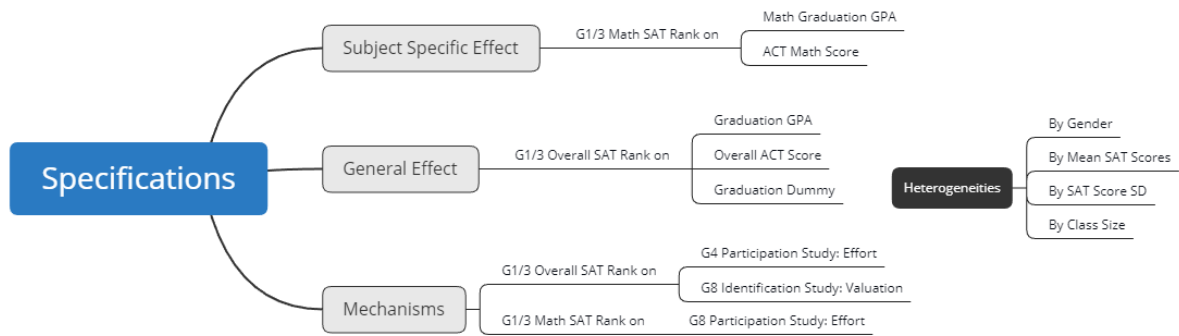 Specifications
Subject Specific Effect
G1/3 Math SAT Rank on
Math Graduation GPA
ACT Math Score
General Effect
G1/3 Overall SAT Rank on
Graduation GPA
Overall ACT Score
Graduation Dummy
Mechanisms
G1/3 Overall SAT Rank on
G4 Participation Study: Effort
G8 Identification Study: Valuation
G1/3 Math SAT Rank on
G8 Participation Study: Effort
Heterogeneities
By Gender
By Mean SAT Scores
By SAT Score SD
By Class Size